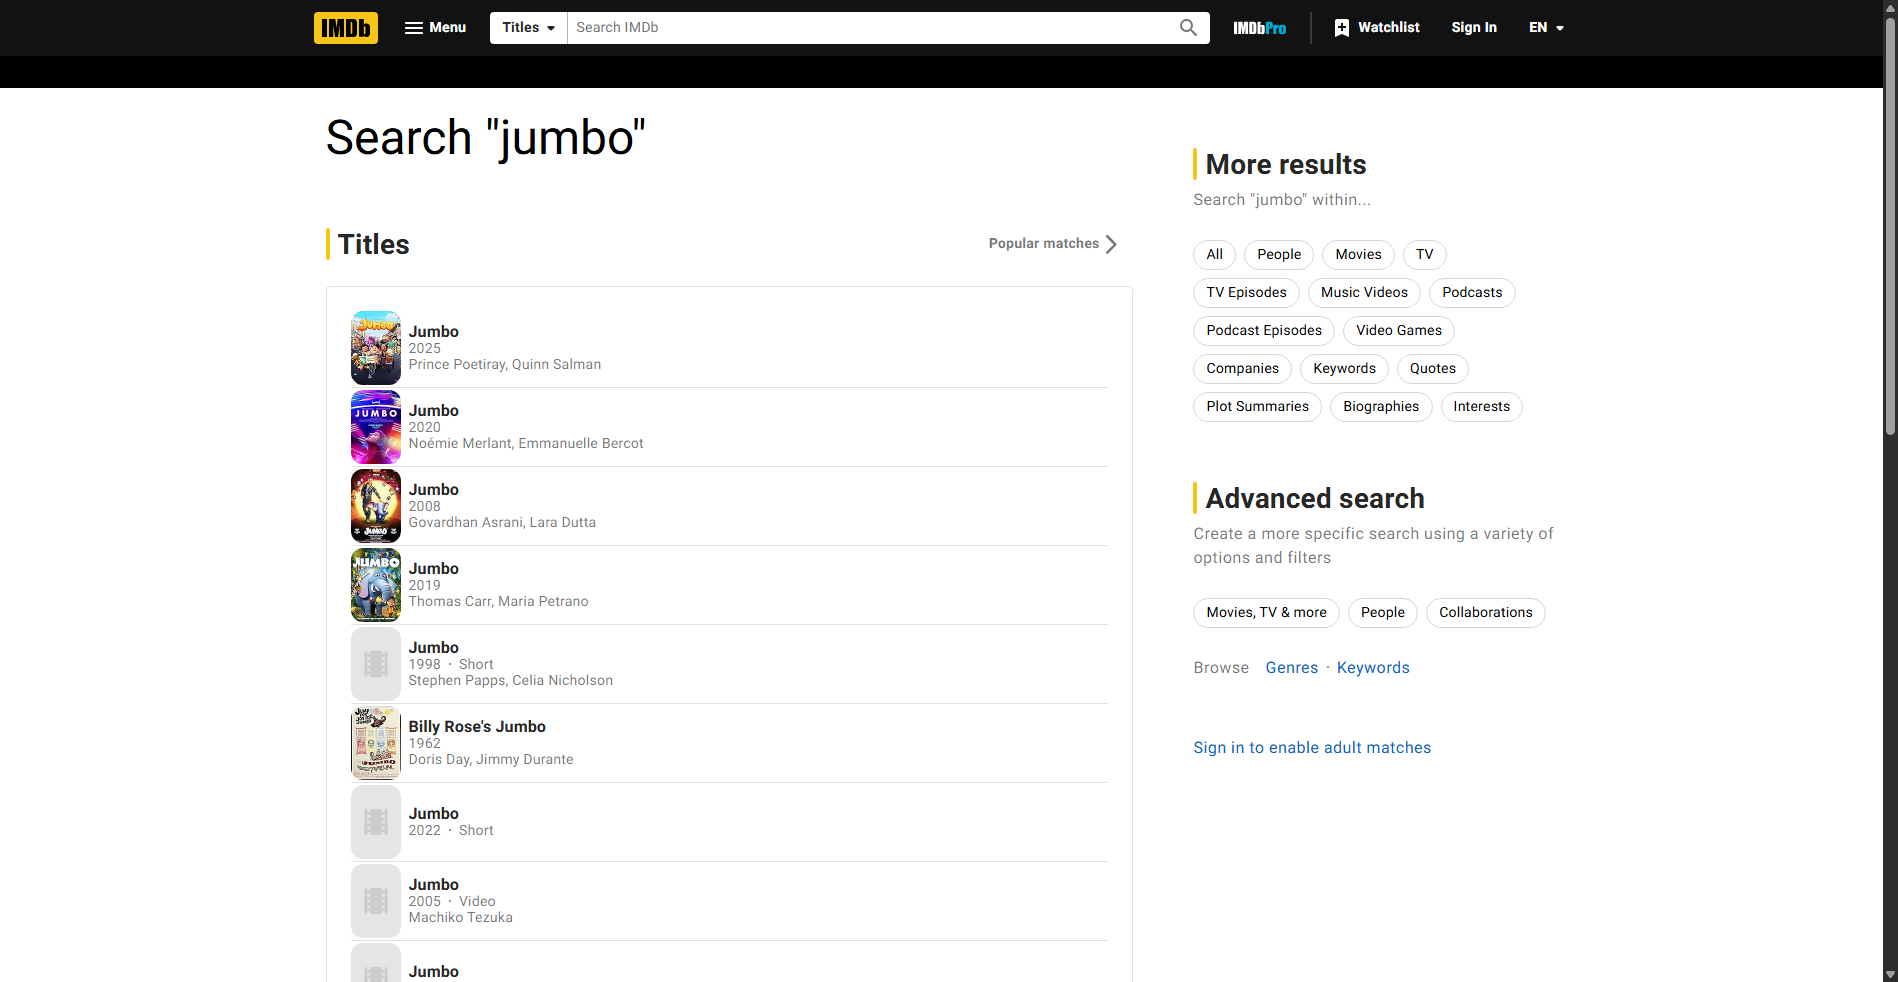 IMDb
Menu
Titles
Search IMDb
IMDbPro
Watchlist
Sign In
EN
Search "jumbo"
Titles
Popular matches
JUMBO
Jumbo
2025
Prince Poetiray, Quinn Salman
JUMBO
Jumbo
2020
Noémie Merlant, Emmanuelle Bercot
JUMBO
Jumbo
2008
Govardhan Asrani, Lara Dutta
JUMBO
Jumbo
2019
Thomas Carr, Maria Petrano
Jumbo
1998 · Short
Stephen Papps, Celia Nicholson
JUMBO
Billy Rose's Jumbo
1962
Doris Day, Jimmy Durante
Jumbo
2022 · Short
Jumbo
2005 · Video
Machiko Tezuka
Jumbo
More results
Search "jumbo" within...
All
People
Movies
TV
TV Episodes
Music Videos
Podcasts
Podcast Episodes
Video Games
Companies
Keywords
Quotes
Plot Summaries
Biographies
Interests
Advanced search
Create a more specific search using a variety of
options and filters
Movies, TV & more
People
Collaborations
Browse Genres · Keywords
Sign in to enable adult matches